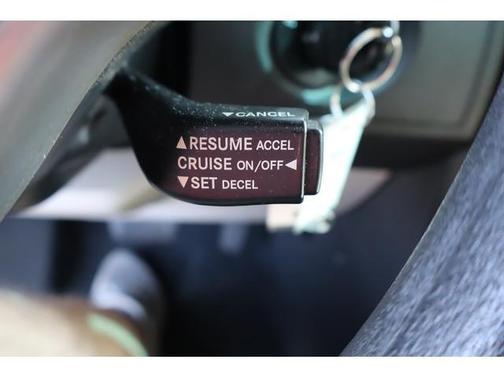 ▼CANCEL
▲RESUME ACCEL
CRUISE ON/OFF◀
▼SET DECEL